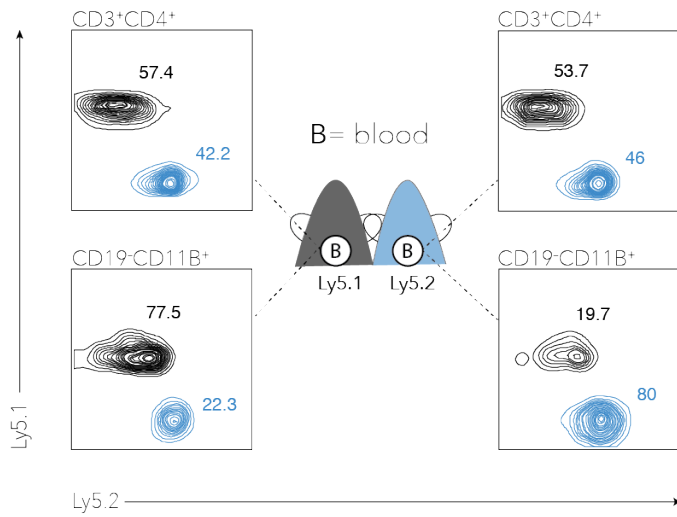 CD3⁺CD4⁺
57.4
42.2
CD3⁺CD4⁺
53.7
46
B= blood
B
B
Ly5.1
Ly5.2
CD19⁻CD11B⁺
77.5
22.3
CD19⁻CD11B⁺
19.7
80
Ly5.1
Ly5.2